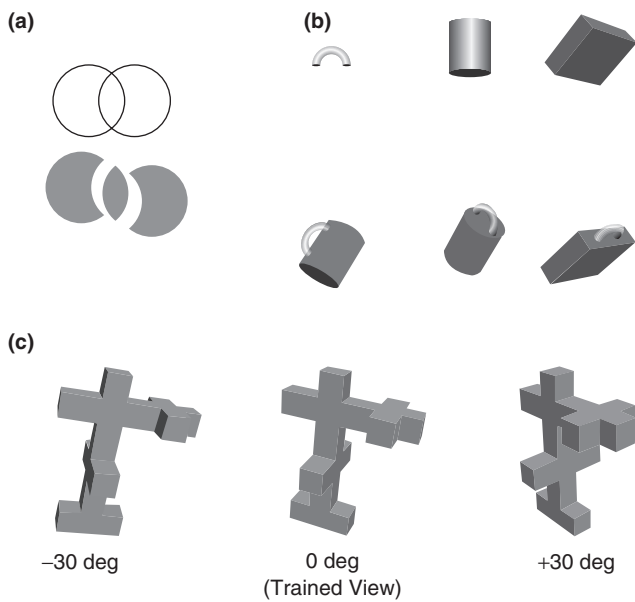 (a)
(b)
(c)
−30 deg
0 deg
(Trained View)
+30 deg